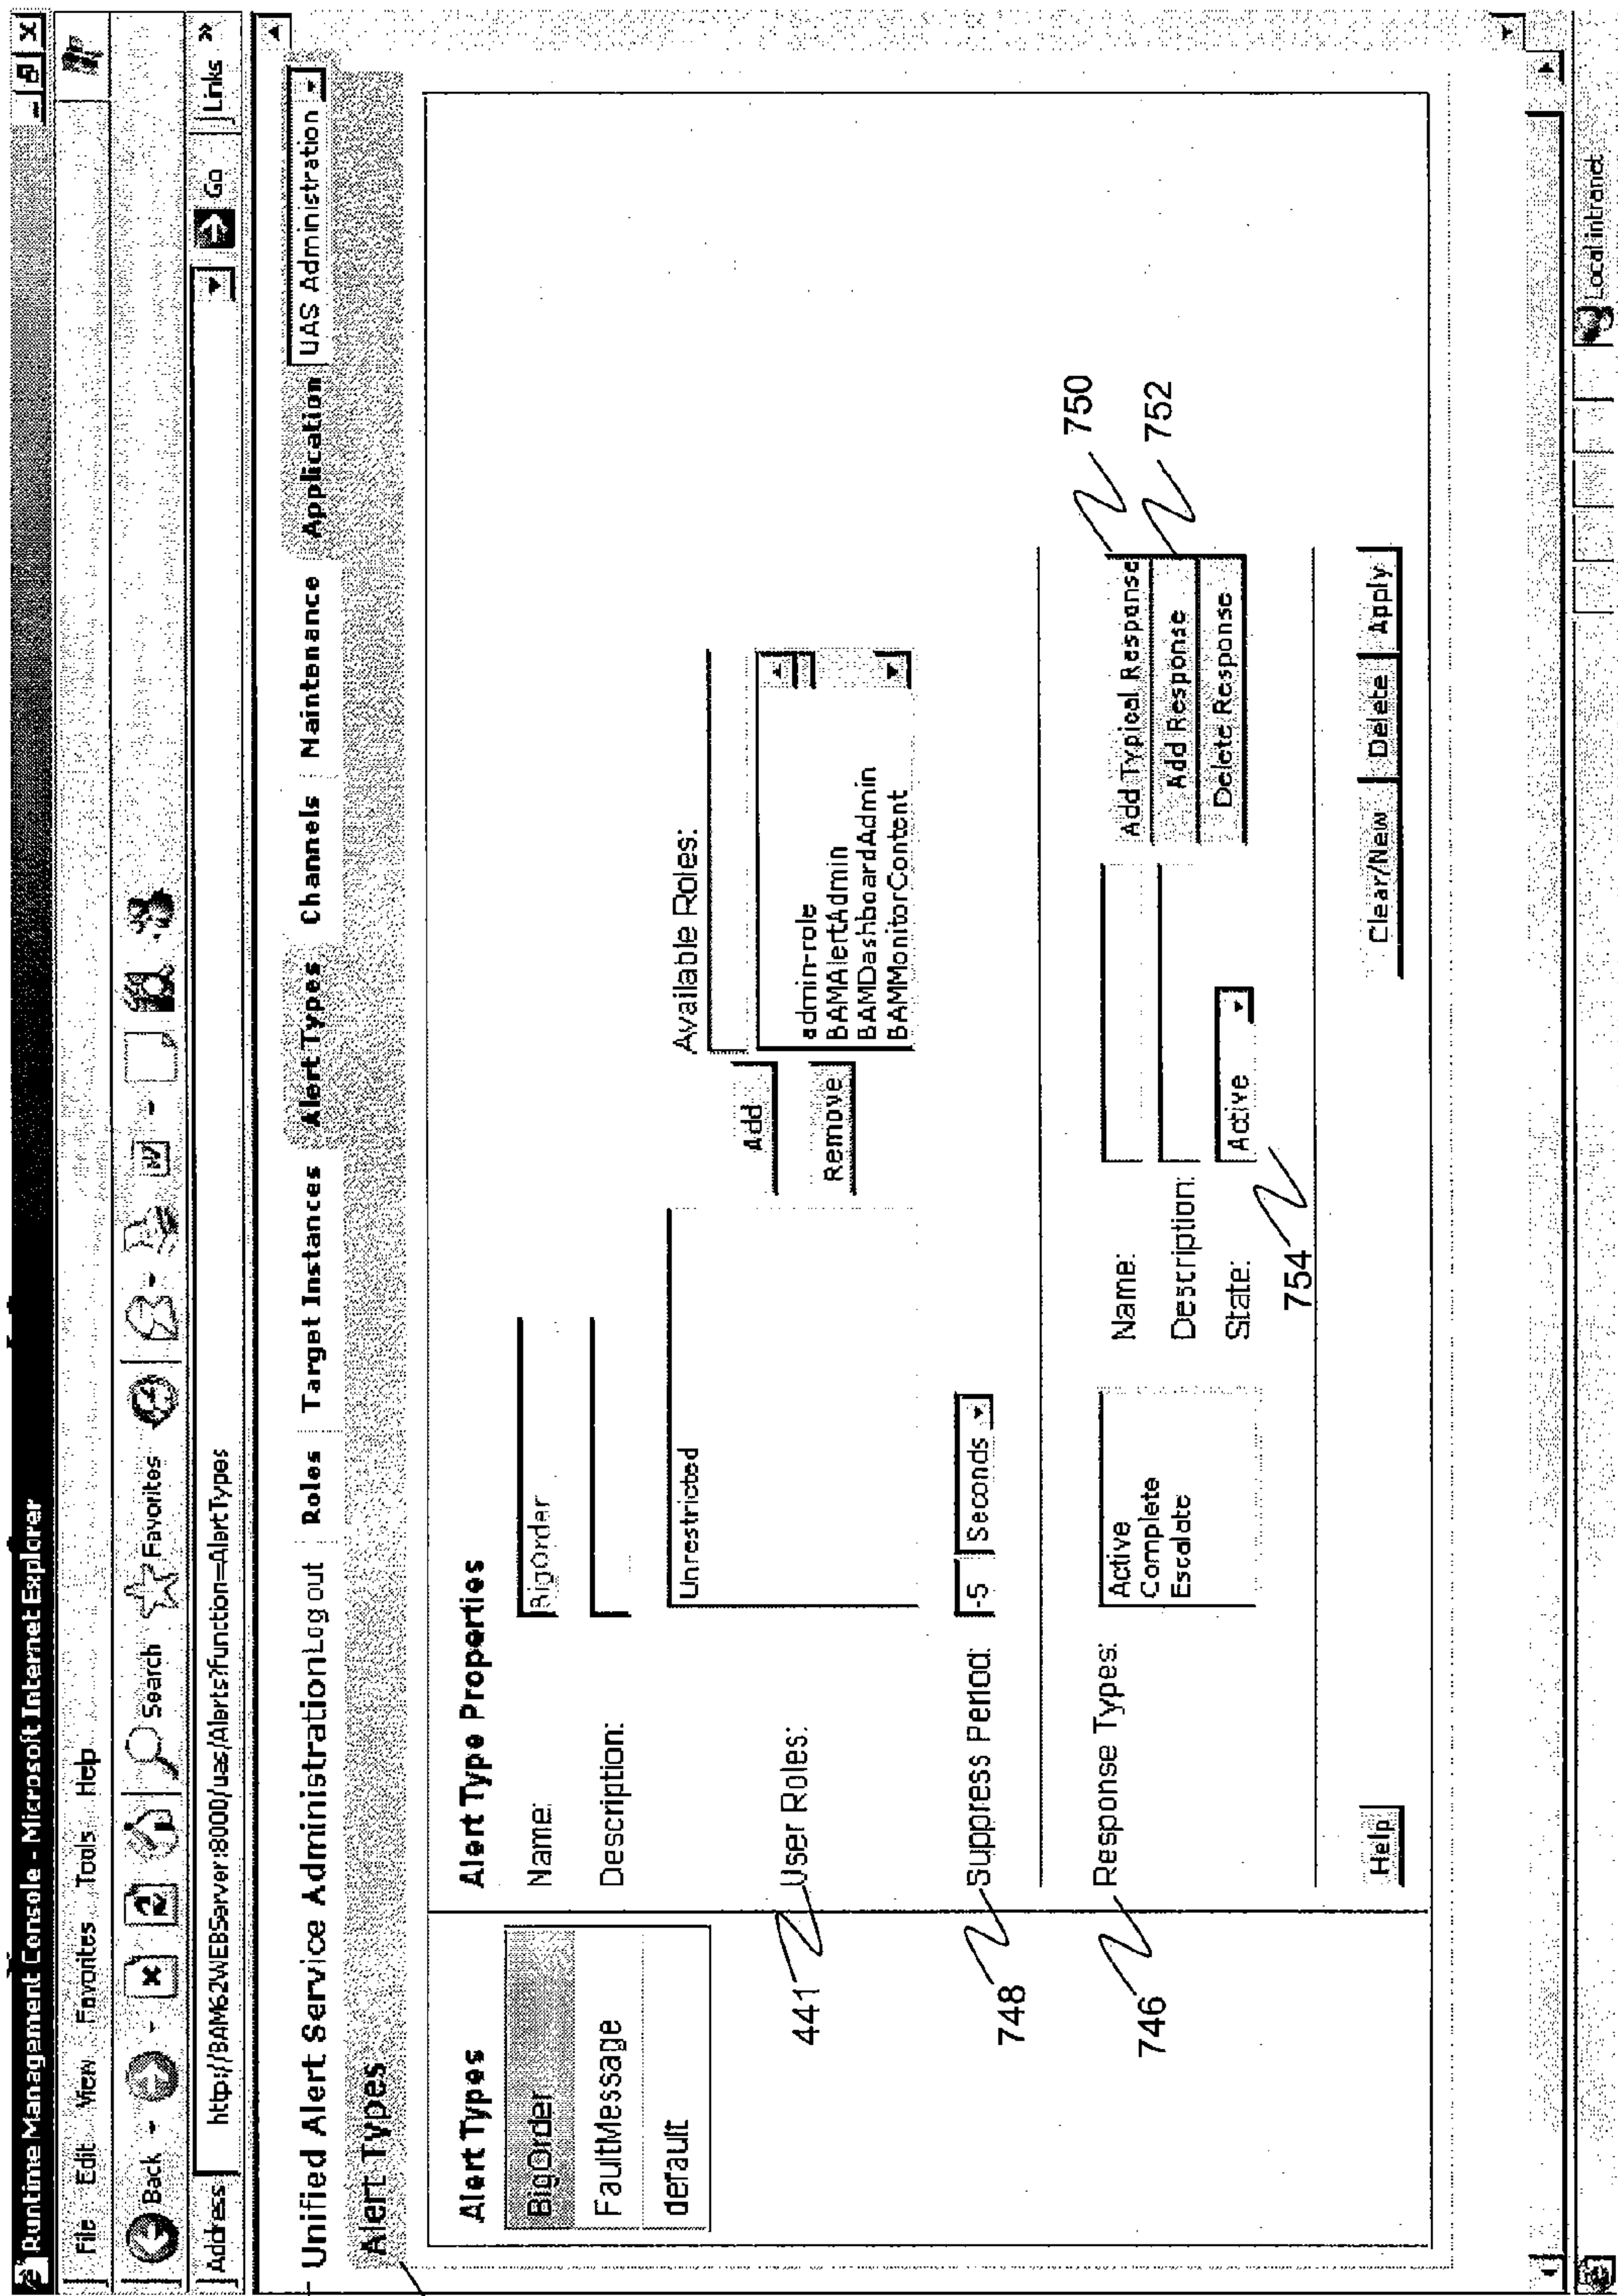 Runtime Management Console - Microsoft Internet Explorer
File Edit View Favorites Tools Help
Back Search Favorites
Address http://BAM62WEBServer:8000/uas/Alerts?function=AlertTypes Go Links »
Unified Alert Service Administration Log out Roles Target Instances Alert Types Channels Maintenance Application UAS Administration
Alert Types
Alert Types
BigOrder
FaultMessage
default
Alert Type Properties
Name: BigOrder
Description:
441 User Roles: Unrestricted
Add
Remove
Available Roles:
admin-role
BAMAlertAdmin
BAMDashboardAdmin
BAMMonitorContent
748 Suppress Period: -5 Seconds
746 Response Types:
Active
Complete
Escalate
Name:
Description:
State: Active
754
Add Typical Response 750
Add Response 752
Delete Response
Help Clear/New Delete Apply
Local intranet